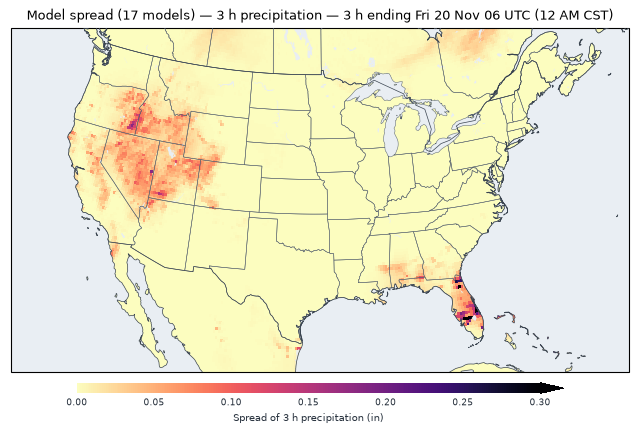 Model spread (17 models) — 3 h precipitation — 3 h ending Fri 20 Nov 06 UTC (12 AM CST)
0.00 0.05 0.10 0.15 0.20 0.25 0.30
Spread of 3 h precipitation (in)